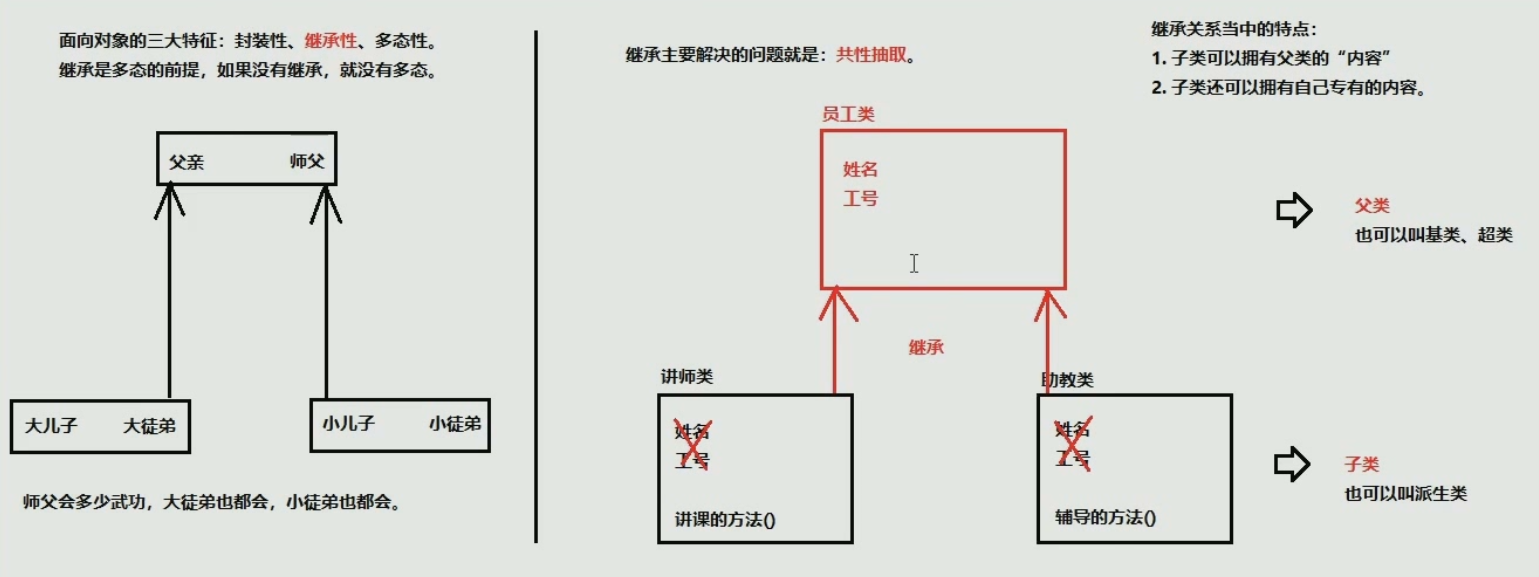 面向对象的三大特征：封装性、继承性、多态性。
继承是多态的前提，如果没有继承，就没有多态。
父亲 师父
大儿子 大徒弟
小儿子 小徒弟
师父会多少武功，大徒弟也都会，小徒弟也都会。
继承主要解决的问题就是：共性抽取。
员工类
姓名
工号
继承
讲师类
姓名
工号
讲课的方法()
助教类
姓名
工号
辅导的方法()
继承关系当中的特点：
1. 子类可以拥有父类的“内容”
2. 子类还可以拥有自己专有的内容。
父类
也可以叫基类、超类
子类
也可以叫派生类